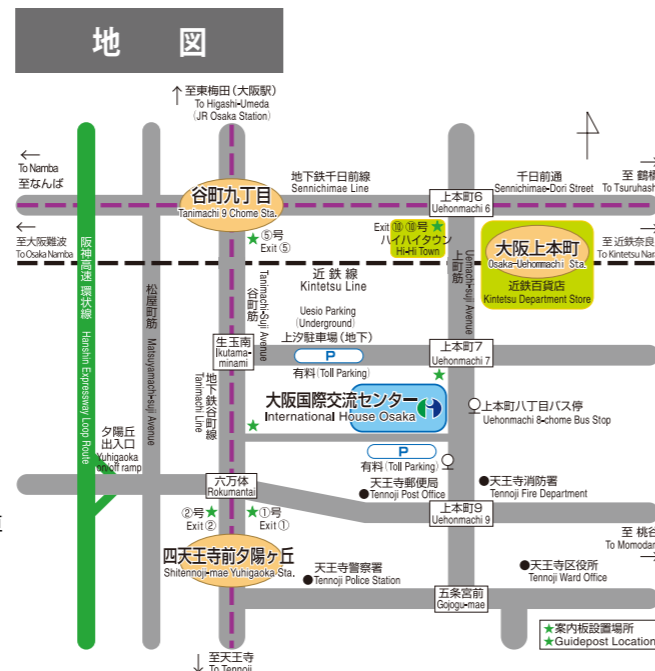 地 図
↑至東梅田(大阪駅)
To Higashi-Umeda
(JR Osaka Station)
←
To Namba
至なんば
谷町九丁目
Tanimachi 9 Chome Sta.
地下鉄千日前線
Sennichimae Line
上本町6
Uehonmachi 6
千日前通
Sennichimae-Dori Street
→
至 鶴橋
To Tsuruhash
★⑤号
Exit ⑤
Exit ⑩ ⑩号 ★
ハイハイタウン
Hi-Hi Town
大阪上本町
Osaka-Uehonmachi Sta.
近鉄百貨店
Kintetsu Department Store
←
至大阪難波
To Osaka Namba
→
至 近鉄奈良
To Kintetsu Nar
近 鉄 線
Kintetsu Line
阪神高速 環状線
Hanshin Expressway Loop Route
松屋町筋
Matsuyamachi-suji Avenue
谷町筋
Tanimachi-Suji Avenue
上町筋
Uemachi-suji Avenue
Uesio Parking
(Underground)
上汐駐車場(地下)
P
有料(Toll Parking)
生玉南
Ikutama-
minami
上本町7
Uehonmachi 7
★
地下鉄谷町線
Tanimachi Line
大阪国際交流センター
International House Osaka
★
上本町八丁目バス停
Uehonmachi 8-chome Bus Stop
夕陽丘
出入口
Yuhigaoka
on/off ramp
P
有料(Toll Parking)
六万体
Rokumantai
天王寺郵便局
●Tennoji Post Office
●天王寺消防署
Tennoji Fire Department
上本町9
Uehonmachi 9
②号★
Exit ②
★①号
Exit ①
道
至 桃谷
To Momodan
→
四天王寺前夕陽ヶ丘
Shitennoji-mae Yuhigaoka Sta.
天王寺警察署
●Tennoji Police Station
●天王寺区役所
Tennoji Ward Office
五条宮前
Gojogu-mae
★案内板設置場所
★Guidepost Location
↓至天王寺
To Tennoji